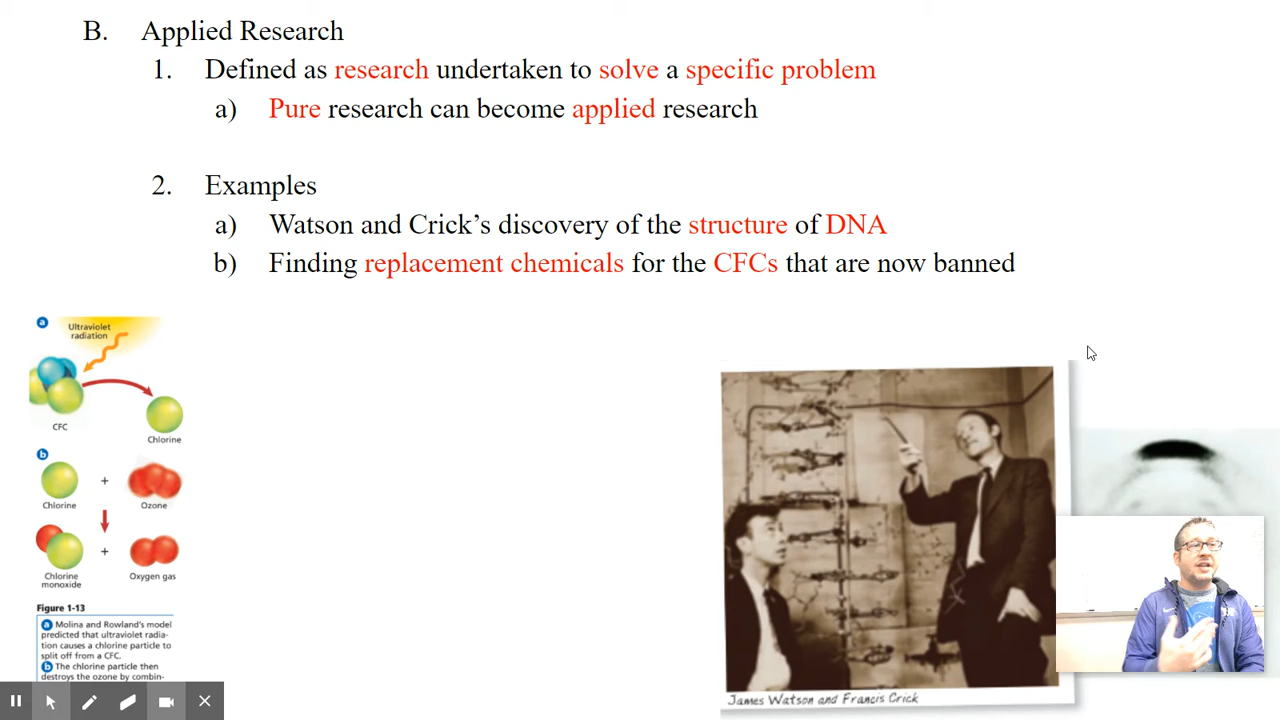 B. Applied Research
1. Defined as research undertaken to solve a specific problem
a) Pure research can become applied research
2. Examples
a) Watson and Crick’s discovery of the structure of DNA
b) Finding replacement chemicals for the CFCs that are now banned
a
Ultraviolet
radiation
CFC
Chlorine
b
+
Chlorine
Ozone
+
Chlorine
monoxide
Oxygen gas
Figure 1-13
a Molina and Rowland's model
predicted that ultraviolet radia-
tion causes a chlorine particle to
split off from a CFC.
b The chlorine particle then
destroys the ozone by combin-
James Watson and Francis Crick